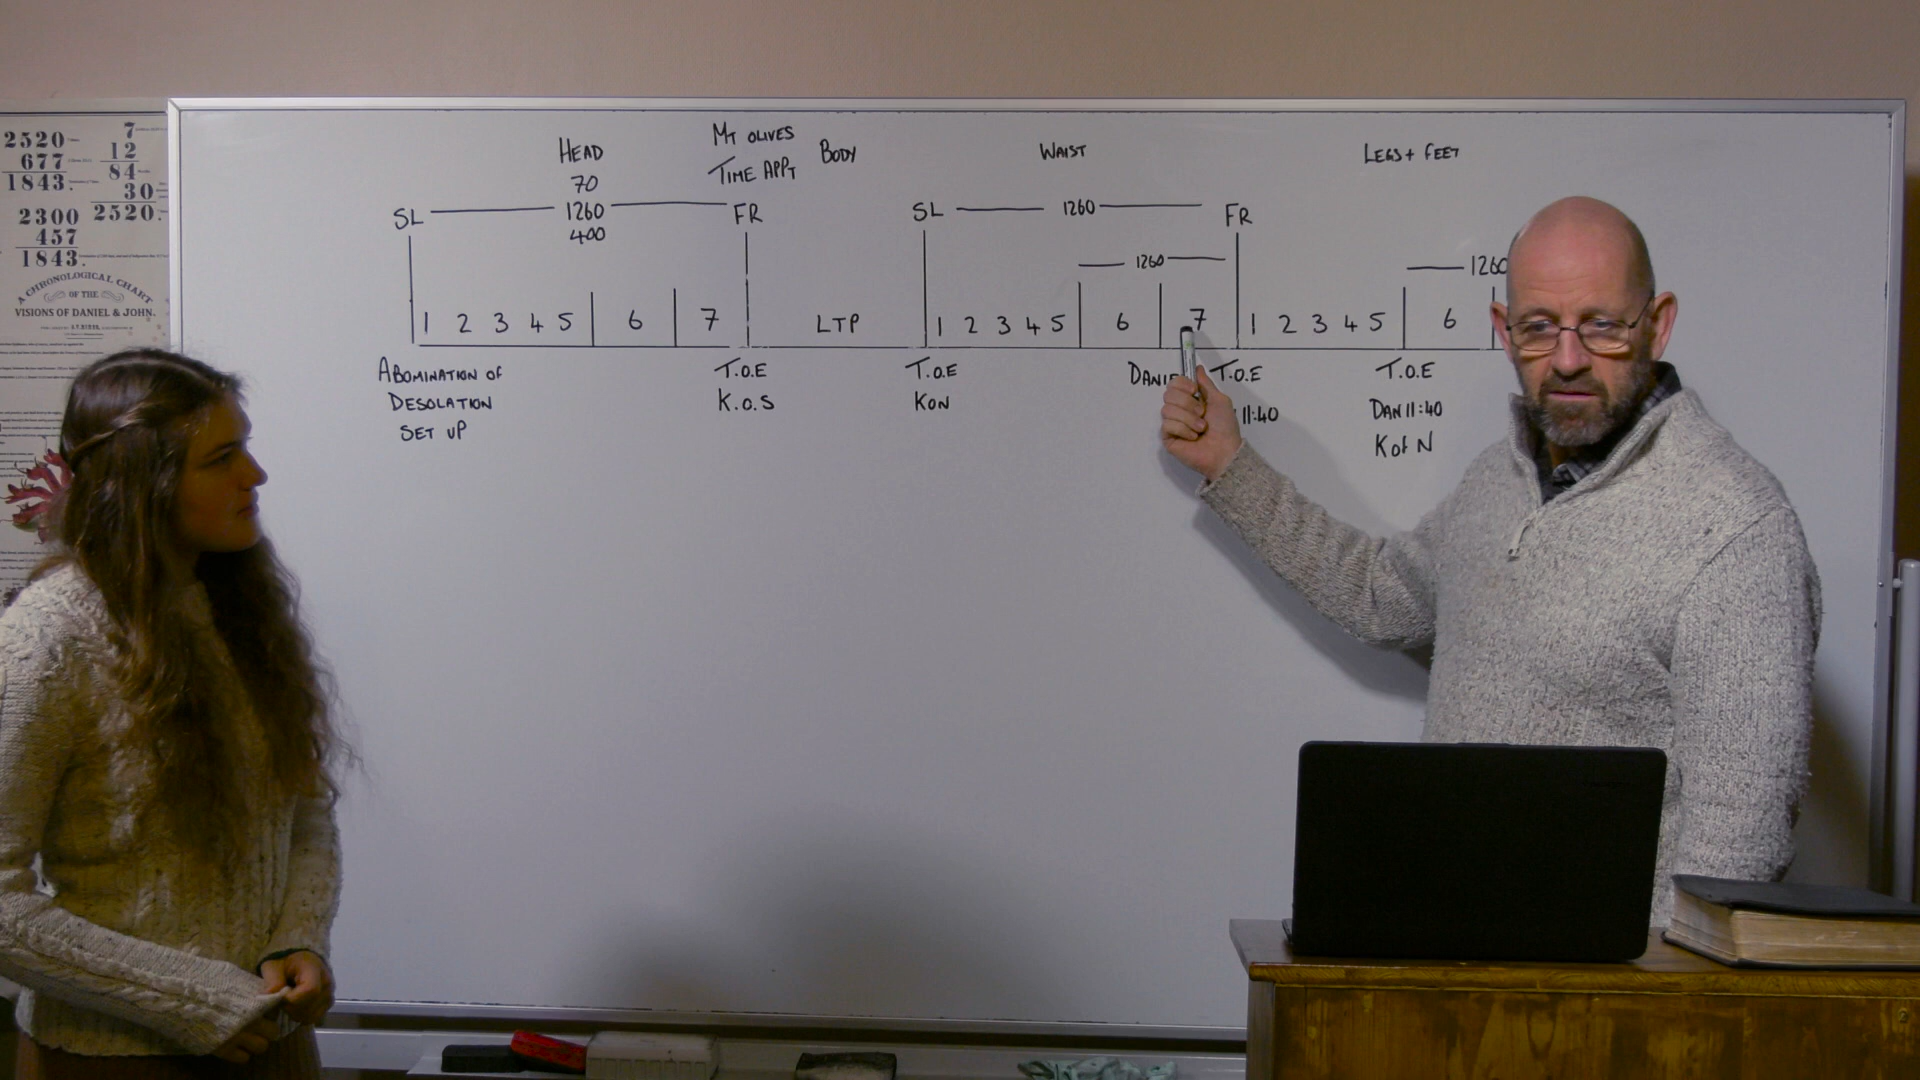 2520
677
1843.
2300
457
1843.
7
12
84
30
2520.
A CHRONOLOGICAL CHART
OF THE
VISIONS OF DANIEL & JOHN.
HEAD
70
SL 1260 FR
400
MT OLIVES
TIME APPT
BODY
WAIST
LEGS + FEET
SL 1260 FR
1260
1260
1 2 3 4 5 6 7 LTP 1 2 3 4 5 6 7 1 2 3 4 5 6
ABOMINATION OF
DESOLATION
SET UP
T.O.E
K.O.S
T.O.E
KON
T.O.E
11:40
T.O.E
DAN 11:40
K of N